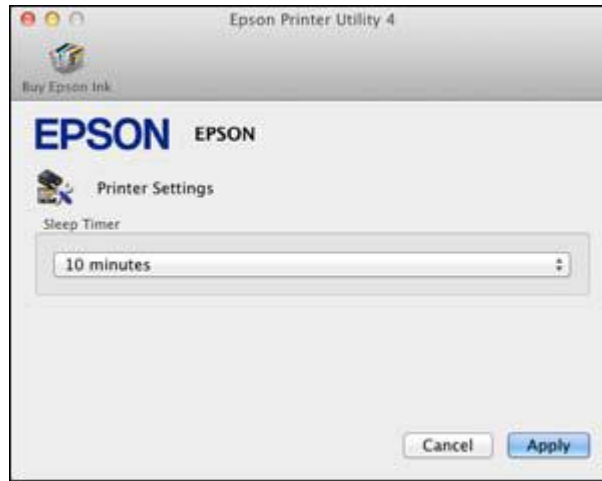 Epson Printer Utility 4
Buy Epson Ink
EPSON EPSON
Printer Settings
Sleep Timer
10 minutes
Cancel Apply